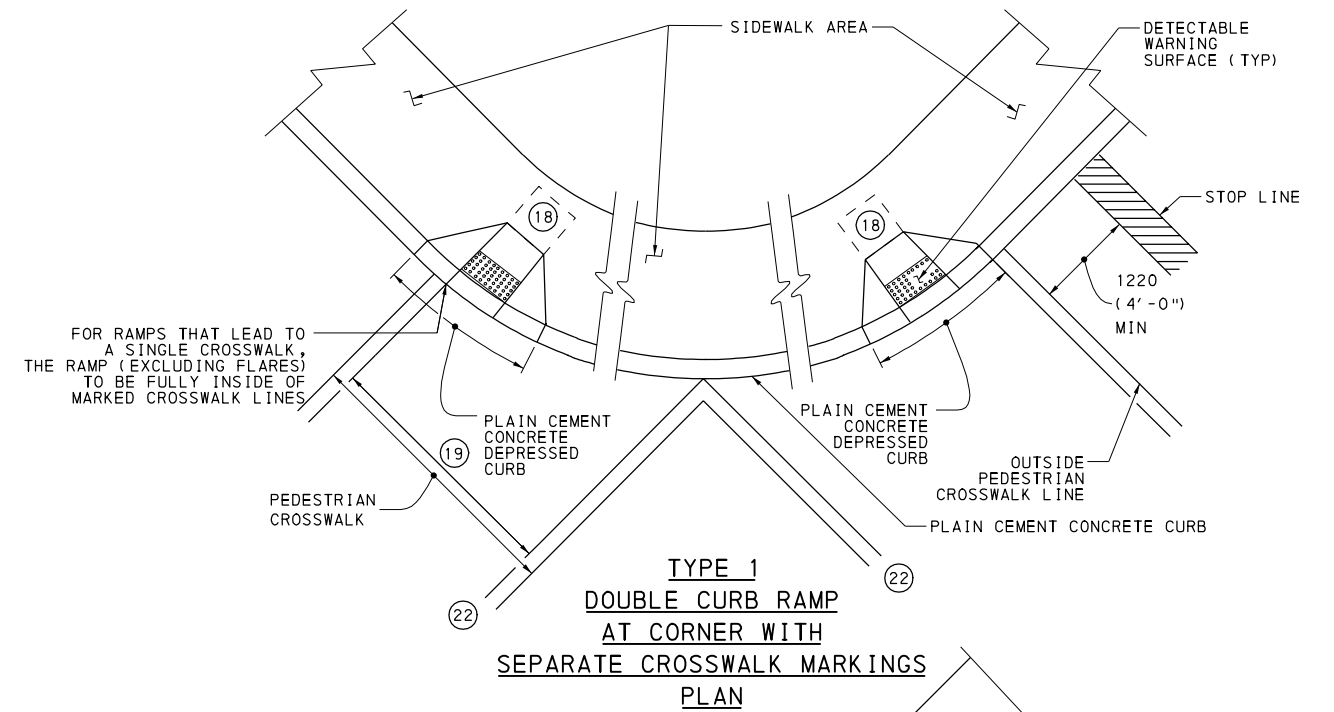 SIDEWALK AREA
DETECTABLE
WARNING
SURFACE (TYP)
18
18
STOP LINE
1220
(4'-0")
MIN
FOR RAMPS THAT LEAD TO
A SINGLE CROSSWALK,
THE RAMP (EXCLUDING FLARES)
TO BE FULLY INSIDE OF
MARKED CROSSWALK LINES
PLAIN CEMENT
CONCRETE
DEPRESSED
CURB
19
PLAIN CEMENT
CONCRETE
DEPRESSED
CURB
OUTSIDE
PEDESTRIAN
CROSSWALK LINE
PEDESTRIAN
CROSSWALK
PLAIN CEMENT CONCRETE CURB
22
22
TYPE 1
DOUBLE CURB RAMP
AT CORNER WITH
SEPARATE CROSSWALK MARKINGS
PLAN